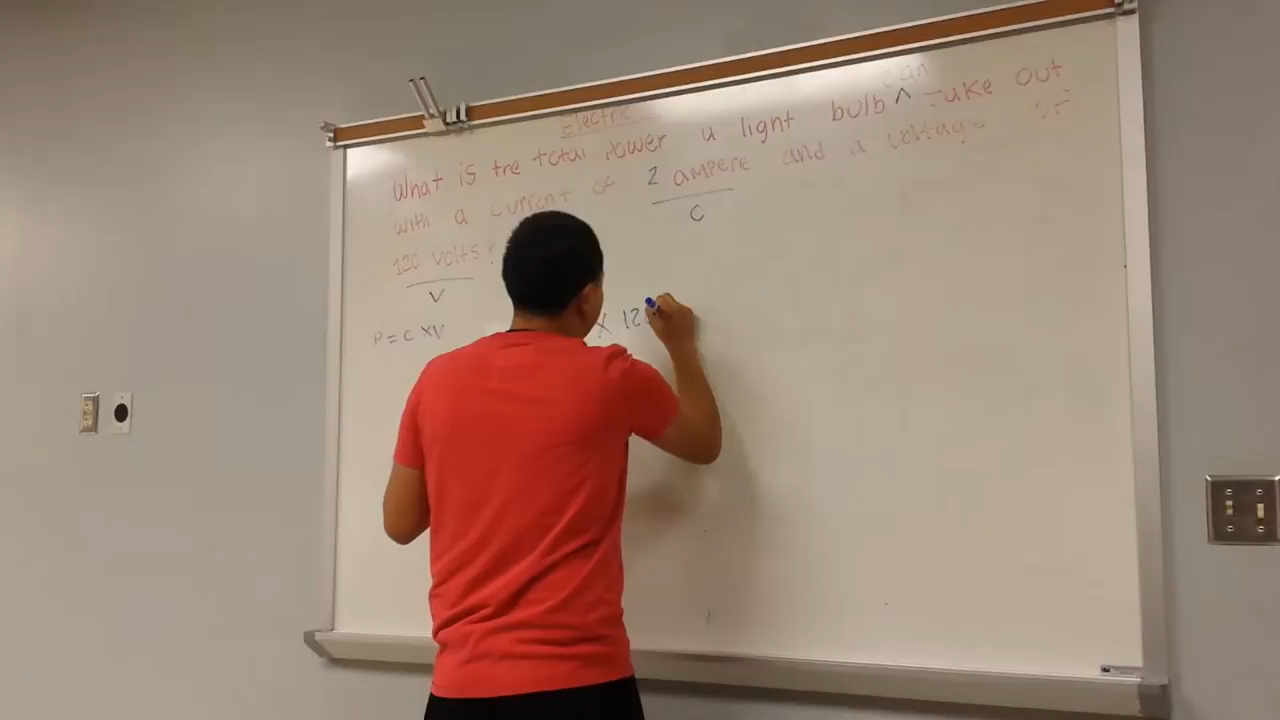 Electric
What is the total power a light bulb ^ can take out
with a current of 2 ampere and a voltage of
C
120 volts?
V
P = C XV X 12